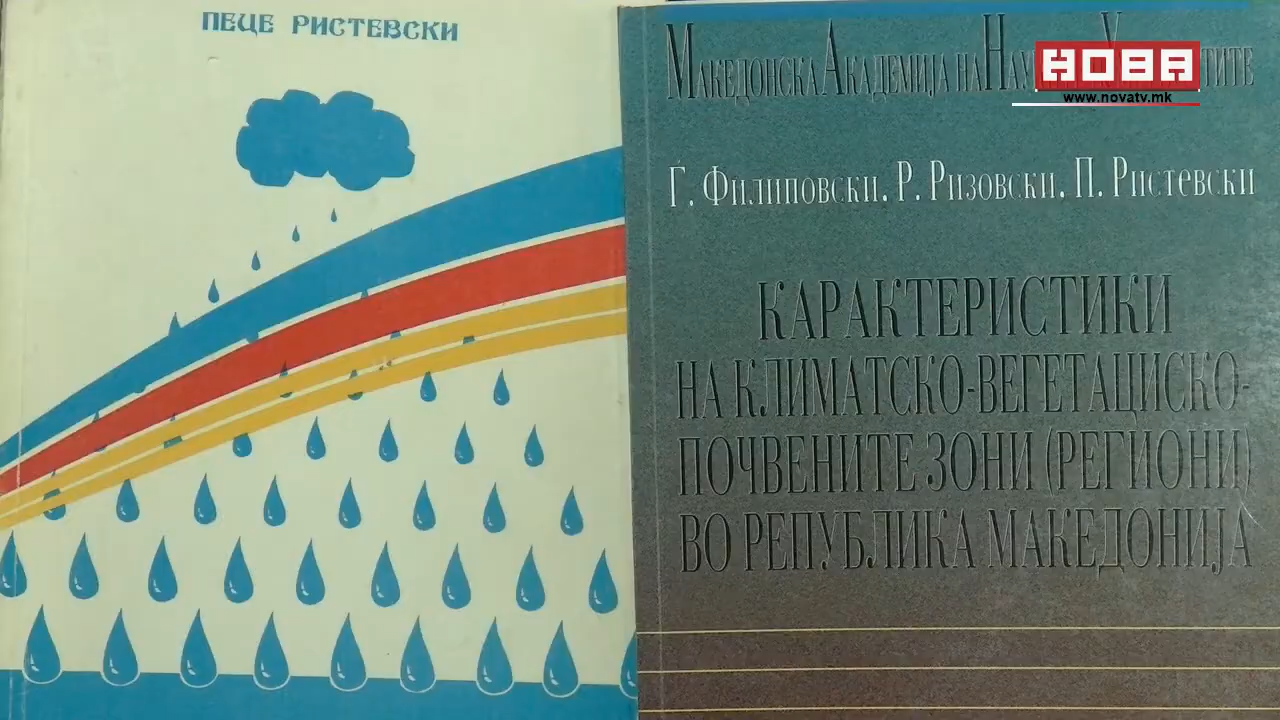 ПЕЦЕ РИСТЕВСКИ
МАКЕДОНСКА АКАДЕМИЈА НА
НОВА
www.novatv.mk
Ѓ. ФИЛИПОВСКИ, Р. РИЗОВСКИ, П. РИСТЕВСКИ
КАРАКТЕРИСТИКИ
НА КЛИМАТСКО-ВЕГЕТАЦИСКО-
ПОЧВЕНИТЕ ЗОНИ (РЕГИОНИ)
ВО РЕПУБЛИКА МАКЕДОНИЈА